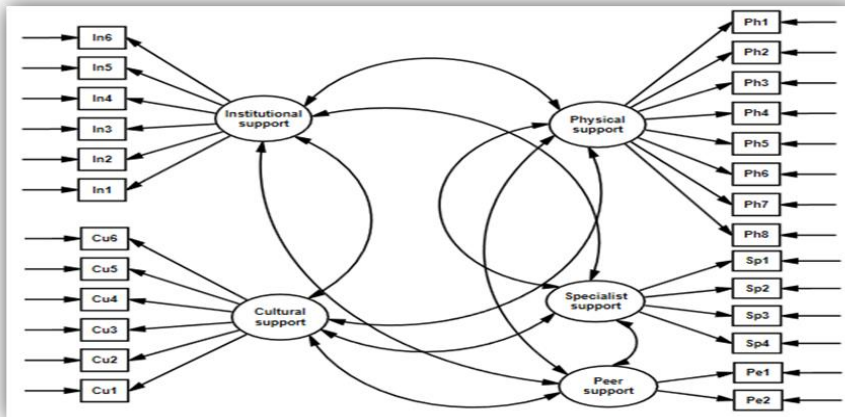 In6
In5
In4
In3
In2
In1
Institutional
support
Cu6
Cu5
Cu4
Cu3
Cu2
Cu1
Cultural
support
Physical
support
Ph1
Ph2
Ph3
Ph4
Ph5
Ph6
Ph7
Ph8
Specialist
support
Sp1
Sp2
Sp3
Sp4
Peer
support
Pe1
Pe2